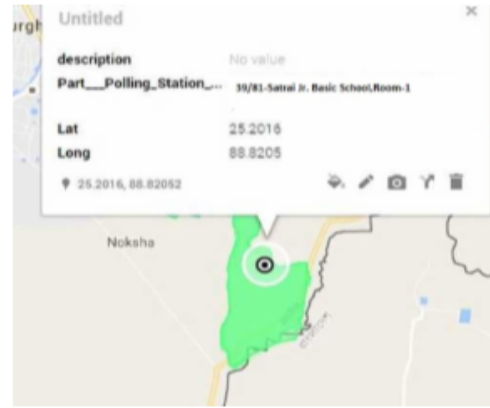 urgh
Untitled
description No value
Part___Polling_Station_... 39/81-Satrai Jr. Basic School,Room-1
Lat 25.2016
Long 88.8205
25.2016, 88.82052
Noksha